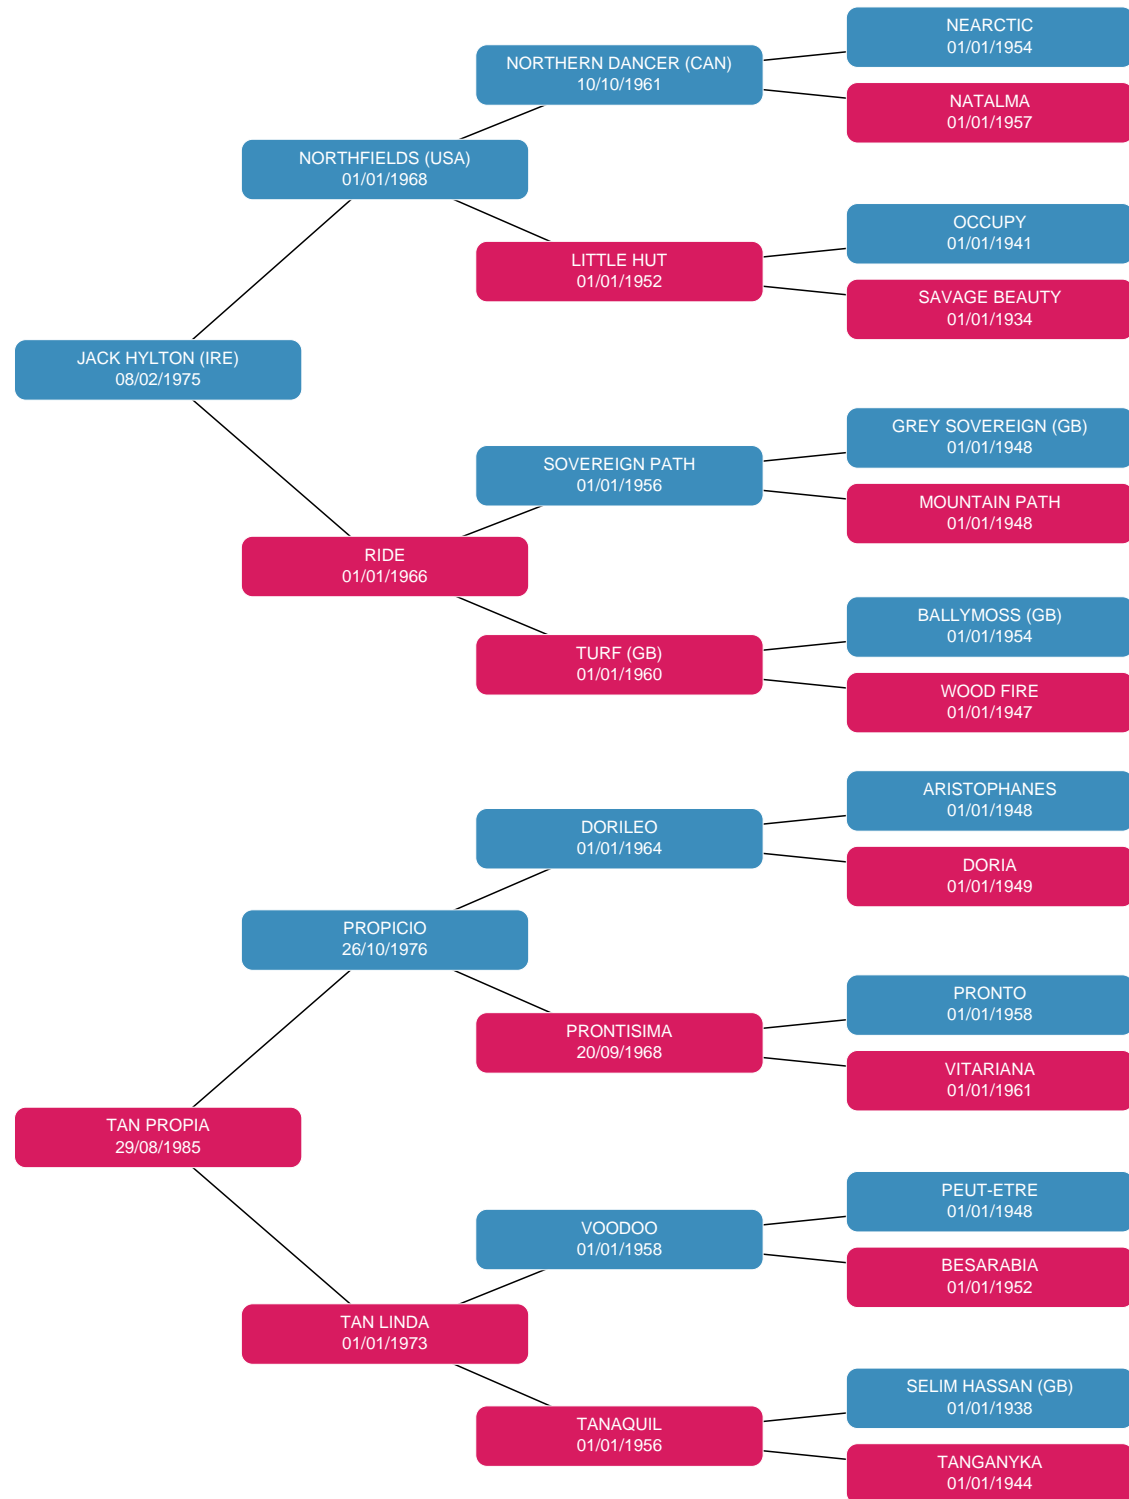 NEARCTIC
01/01/1954
NORTHERN DANCER (CAN)
10/10/1961
NATALMA
01/01/1957
NORTHFIELDS (USA)
01/01/1968
OCCUPY
01/01/1941
LITTLE HUT
01/01/1952
SAVAGE BEAUTY
01/01/1934
JACK HYLTON (IRE)
08/02/1975
GREY SOVEREIGN (GB)
01/01/1948
SOVEREIGN PATH
01/01/1956
MOUNTAIN PATH
01/01/1948
RIDE
01/01/1966
BALLYMOSS (GB)
01/01/1954
TURF (GB)
01/01/1960
WOOD FIRE
01/01/1947
ARISTOPHANES
01/01/1948
DORILEO
01/01/1964
DORIA
01/01/1949
PROPICIO
26/10/1976
PRONTO
01/01/1958
PRONTISIMA
20/09/1968
VITARIANA
01/01/1961
TAN PROPIA
29/08/1985
PEUT-ETRE
01/01/1948
VOODOO
01/01/1958
BESARABIA
01/01/1952
TAN LINDA
01/01/1973
SELIM HASSAN (GB)
01/01/1938
TANAQUIL
01/01/1956
TANGANYKA
01/01/1944